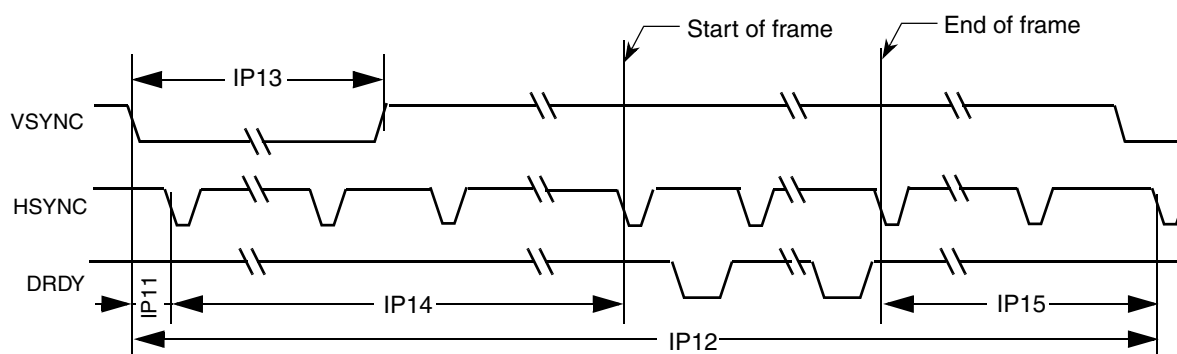 Start of frame
End of frame
IP13
VSYNC
HSYNC
DRDY
IP11
IP14
IP15
IP12